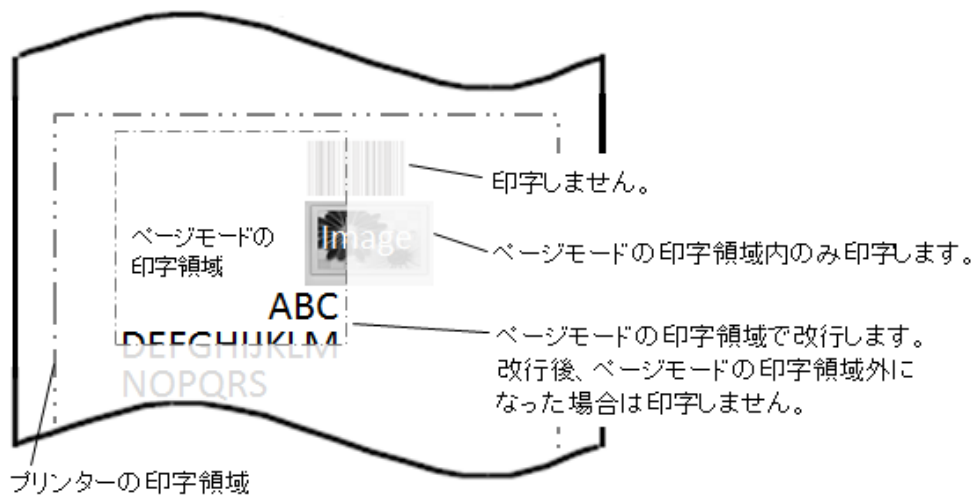 印字しません。
ページモードの
印字領域
Image
ページモードの印字領域内のみ印字します。
ABC
DEFGHIJKLM
NOPQRS
ページモードの印字領域で改行します。
改行後、ページモードの印字領域外に
なった場合は印字しません。
プリンターの印字領域